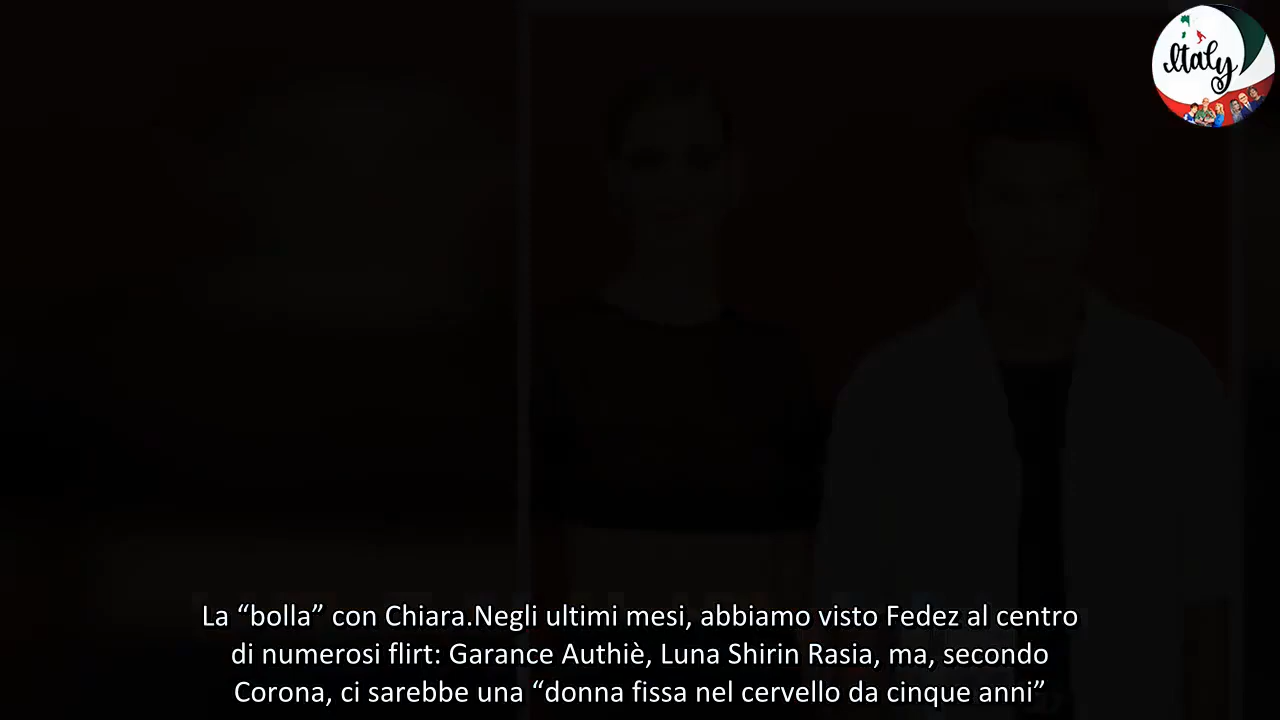 Italy
La “bolla” con Chiara.Negli ultimi mesi, abbiamo visto Fedez al centro
di numerosi flirt: Garance Authiè, Luna Shirin Rasia, ma, secondo
Corona, ci sarebbe una “donna fissa nel cervello da cinque anni”